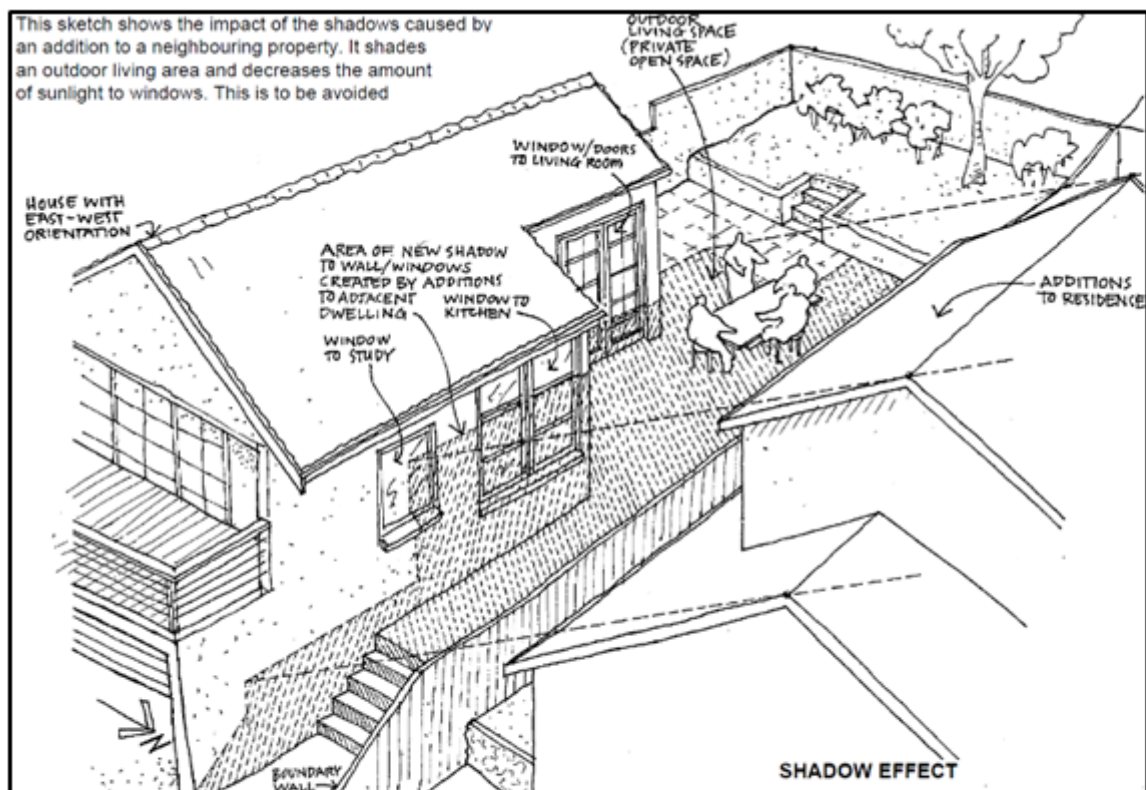 This sketch shows the impact of the shadows caused by
an addition to a neighbouring property. It shades
an outdoor living area and decreases the amount
of sunlight to windows. This is to be avoided
OUTDOOR
LIVING SPACE
(PRIVATE
OPEN SPACE)
WINDOW/DOORS
TO LIVING ROOM
HOUSE WITH
EAST-WEST
ORIENTATION
AREA OF NEW SHADOW
TO WALL/WINDOWS
CREATED BY ADDITIONS
TO ADJACENT
DWELLING
WINDOW TO
KITCHEN
WINDOW
TO STUDY
ADDITIONS
TO RESIDENCE
N
BOUNDARY
WALL
SHADOW EFFECT